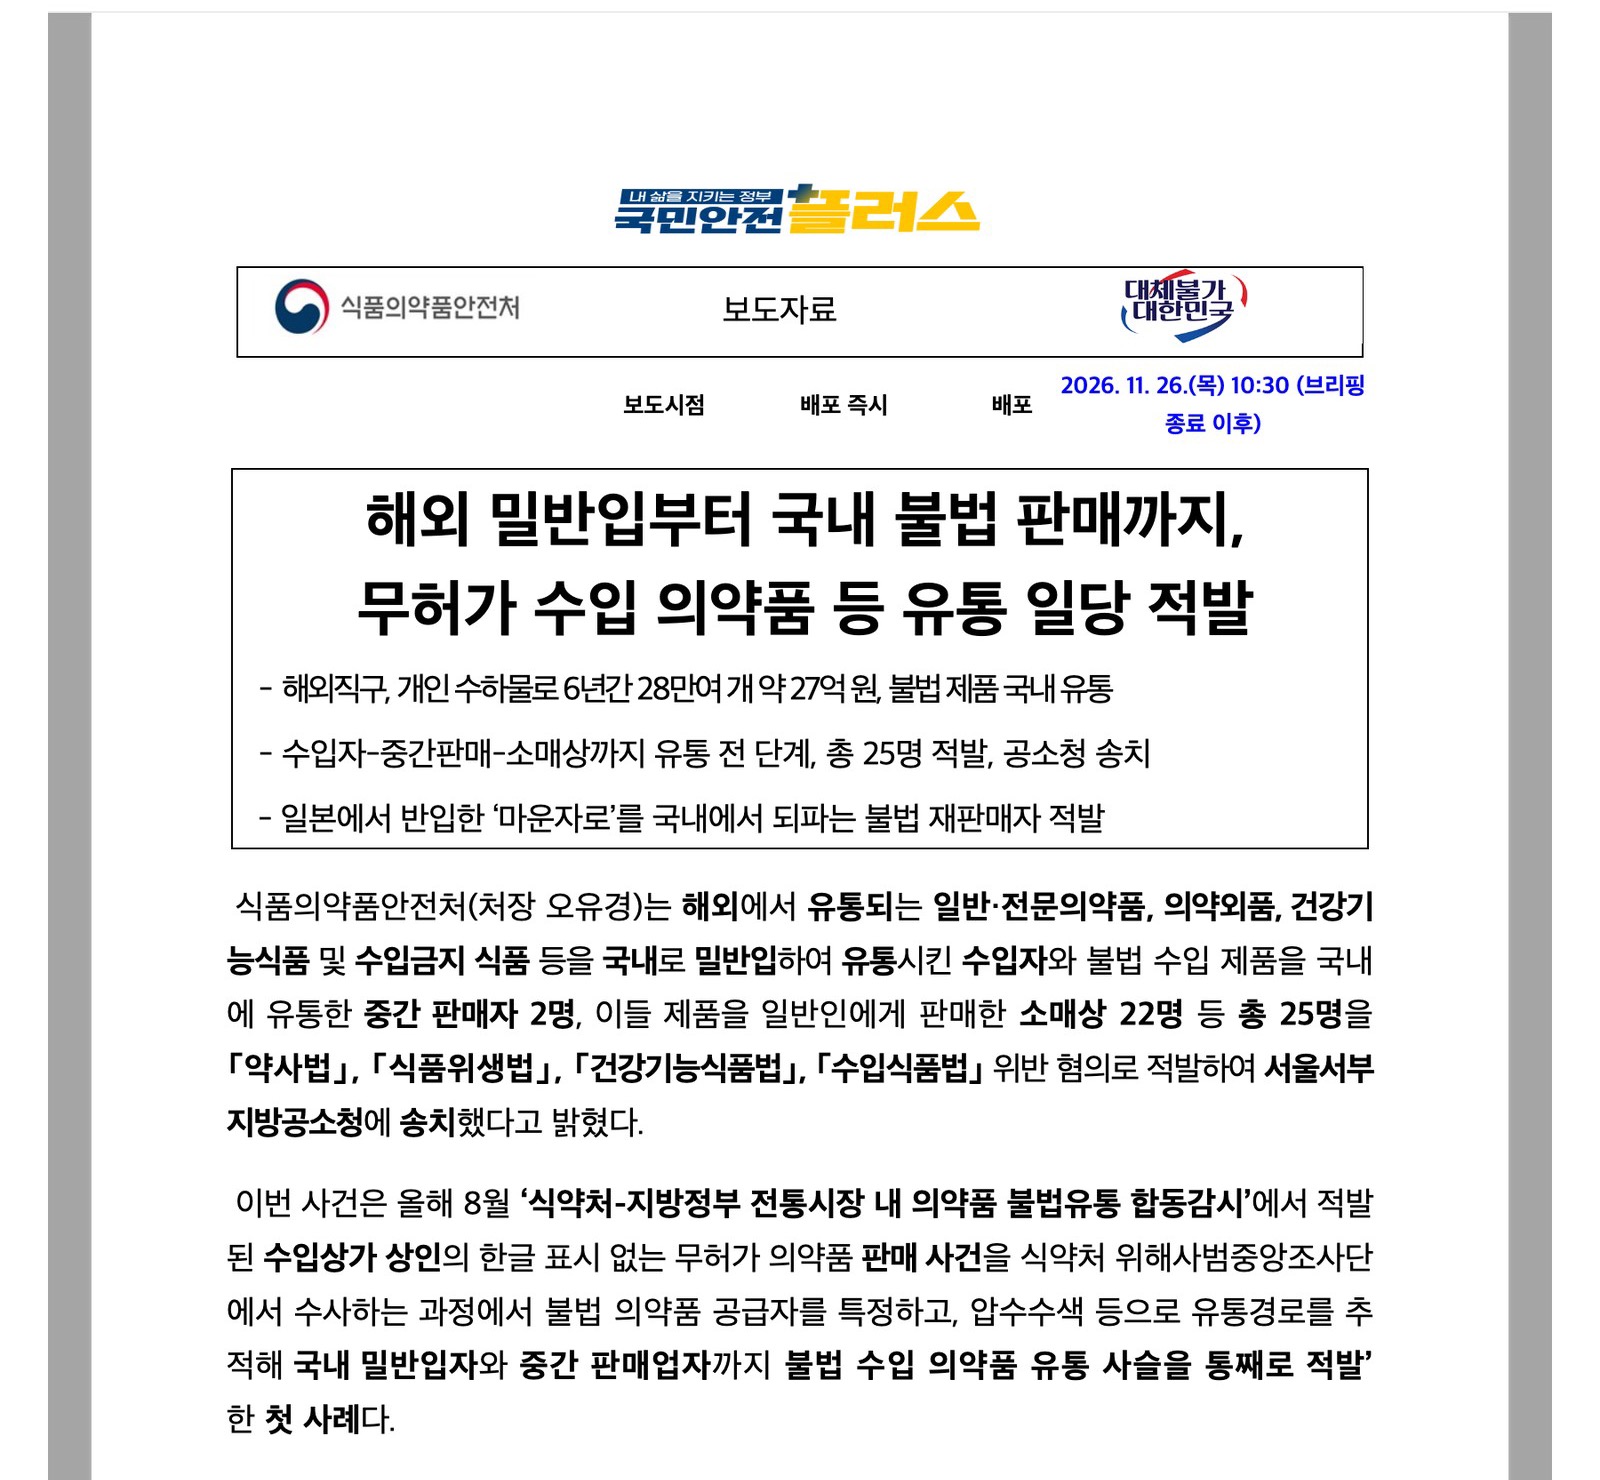 내 삶을 지키는 정부
국민안전플러스
식품의약품안전처
보도자료
대체불가
대한민국
보도시점 배포 즉시 배포 2026. 11. 26.(목) 10:30 (브리핑
종료 이후)
해외 밀반입부터 국내 불법 판매까지,
무허가 수입 의약품 등 유통 일당 적발
- 해외직구, 개인 수하물로 6년간 28만여 개 약 27억 원, 불법 제품 국내 유통
- 수입자-중간판매-소매상까지 유통 전 단계, 총 25명 적발, 공소청 송치
- 일본에서 반입한 ‘마운자로’를 국내에서 되파는 불법 재판매자 적발
식품의약품안전처(처장 오유경)는 해외에서 유통되는 일반·전문의약품, 의약외품, 건강기
능식품 및 수입금지 식품 등을 국내로 밀반입하여 유통시킨 수입자와 불법 수입 제품을 국내
에 유통한 중간 판매자 2명, 이들 제품을 일반인에게 판매한 소매상 22명 등 총 25명을
「약사법」, 「식품위생법」, 「건강기능식품법」, 「수입식품법」 위반 혐의로 적발하여 서울서부
지방공소청에 송치했다고 밝혔다.
이번 사건은 올해 8월 ‘식약처-지방정부 전통시장 내 의약품 불법유통 합동감시’에서 적발
된 수입상가 상인의 한글 표시 없는 무허가 의약품 판매 사건을 식약처 위해사범중앙조사단
에서 수사하는 과정에서 불법 의약품 공급자를 특정하고, 압수수색 등으로 유통경로를 추
적해 국내 밀반입자와 중간 판매업자까지 불법 수입 의약품 유통 사슬을 통째로 적발’
한 첫 사례다.